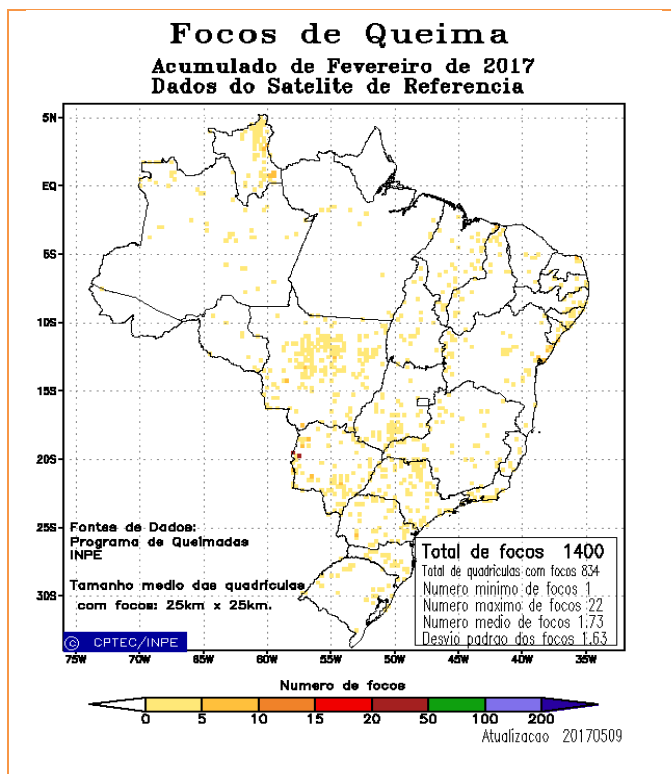 Focos de Queima
Acumulado de Fevereiro de 2017
Dados do Satelite de Referencia
5N
EQ
5S
10S
15S
20S
25S
30S
Fontes de Dados:
Programa de Queimadas
INPE
Tamanho medio das quadrículas
com focos: 25km x 25km.
Total de focos 1400
Total de quadrículas com focos 834
Numero minimo de focos 1
Numero maximo de focos 22
Numero medio de focos 1.73
Desvio padrao dos focos 1.63
© CPTEC/INPE
75W 70W 65W 60W 55W 50W 45W 40W 35W
Numero de focos
0 5 10 15 20 50 100 200
Atualizacao 20170509